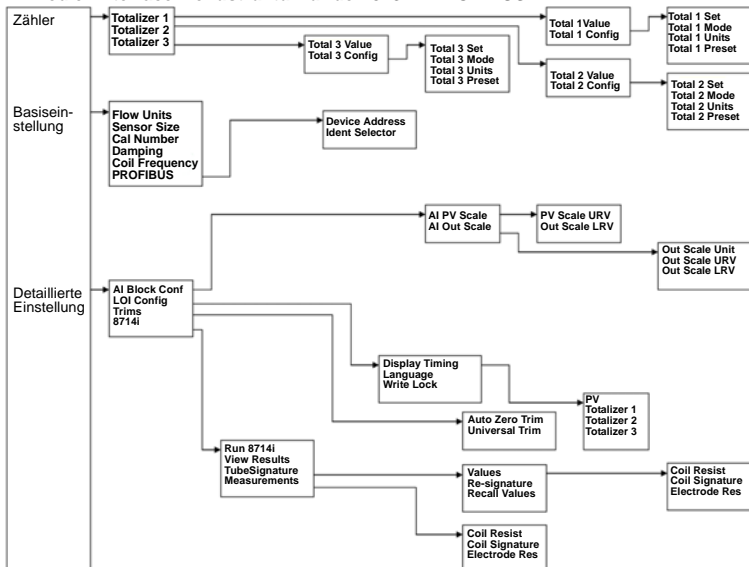 Zähler
Totalizer 1
Totalizer 2
Totalizer 3
Total 3 Value
Total 3 Config
Total 3 Set
Total 3 Mode
Total 3 Units
Total 3 Preset
Total 1Value
Total 1 Config
Total 1 Set
Total 1 Mode
Total 1 Units
Total 1 Preset
Total 2 Value
Total 2 Config
Total 2 Set
Total 2 Mode
Total 2 Units
Total 2 Preset
Basisein-
stellung
Flow Units
Sensor Size
Cal Number
Damping
Coil Frequency
PROFIBUS
Device Address
Ident Selector
Detaillierte
Einstellung
AI Block Conf
LOI Config
Trims
8714i
AI PV Scale
AI Out Scale
PV Scale URV
Out Scale LRV
Out Scale Unit
Out Scale URV
Out Scale LRV
Display Timing
Language
Write Lock
PV
Totalizer 1
Totalizer 2
Totalizer 3
Auto Zero Trim
Universal Trim
Run 8714i
View Results
TubeSignature
Measurements
Values
Re-signature
Recall Values
Coil Resist
Coil Signature
Electrode Res
Coil Resist
Coil Signature
Electrode Res